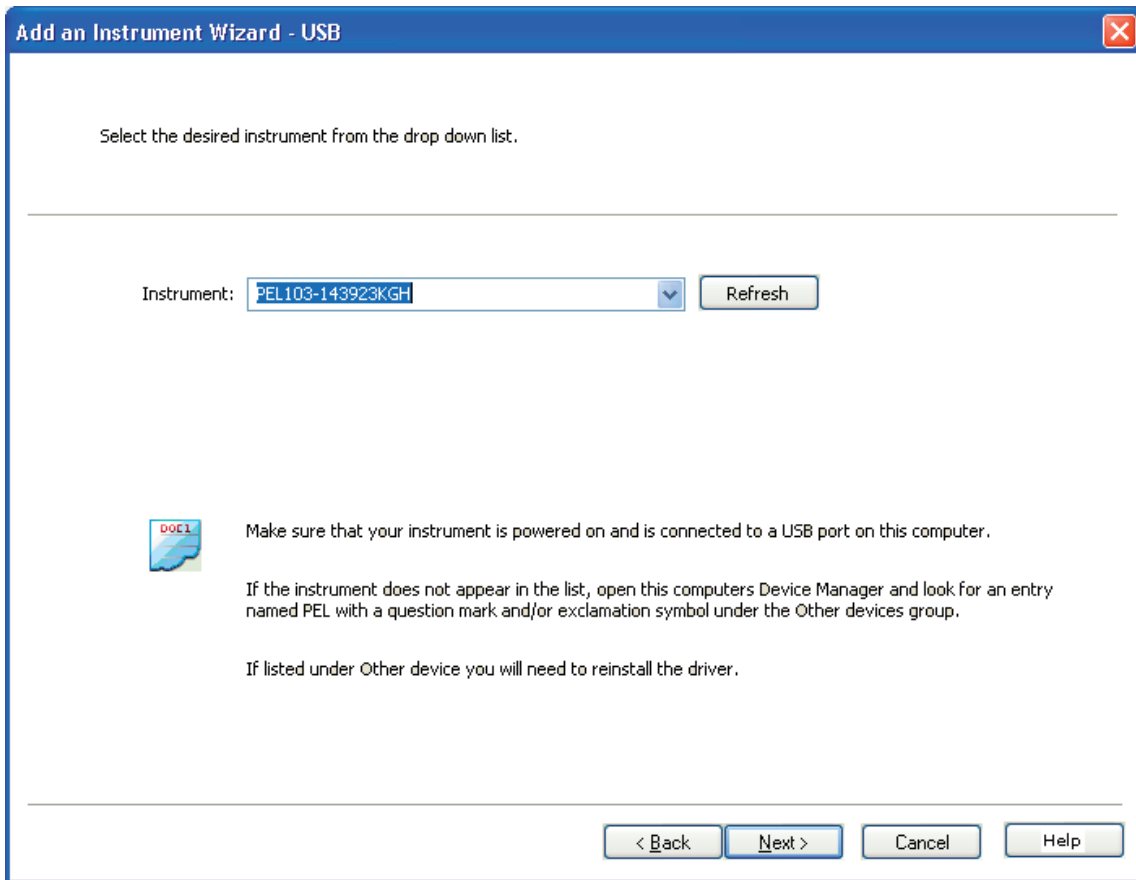 Add an Instrument Wizard - USB
Select the desired instrument from the drop down list.
Instrument: PEL103-143923KGH Refresh
DOC1
Make sure that your instrument is powered on and is connected to a USB port on this computer.
If the instrument does not appear in the list, open this computers Device Manager and look for an entry
named PEL with a question mark and/or exclamation symbol under the Other devices group.
If listed under Other device you will need to reinstall the driver.
< Back Next > Cancel Help